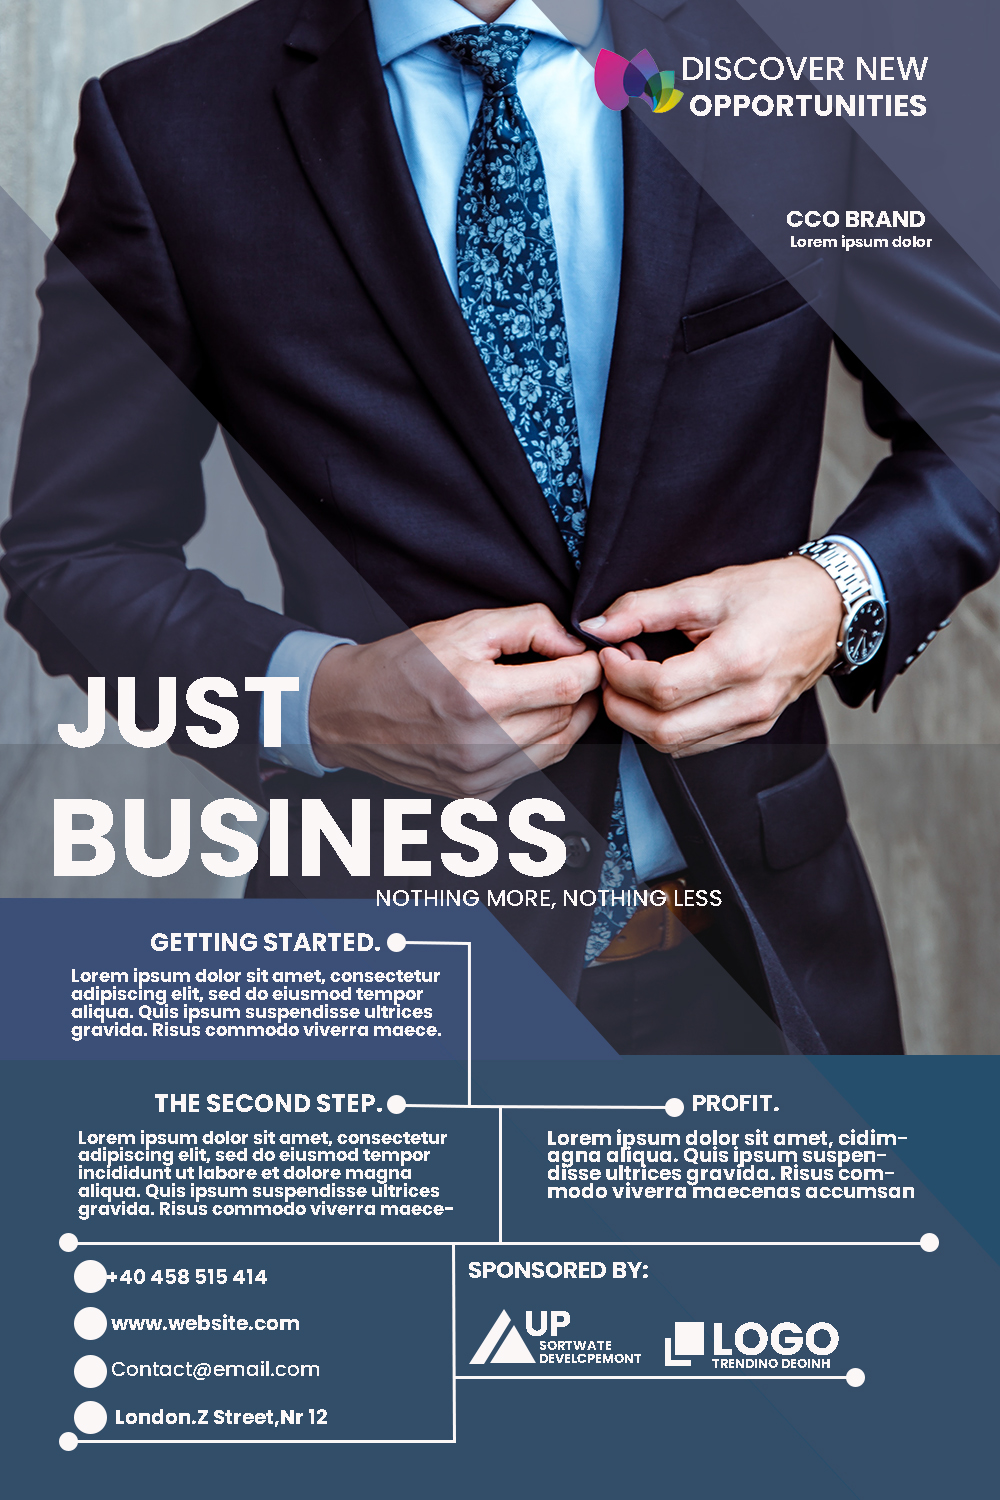 DISCOVER NEW
OPPORTUNITIES
CCO BRAND
Lorem ipsum dolor
JUST
BUSINESS
NOTHING MORE, NOTHING LESS
GETTING STARTED.
Lorem ipsum dolor sit amet, consectetur
adipiscing elit, sed do eiusmod tempor
aliqua. Quis ipsum suspendisse ultrices
gravida. Risus commodo viverra maece.
THE SECOND STEP.
Lorem ipsum dolor sit amet, consectetur
adipiscing elit, sed do eiusmod tempor
incididunt ut labore et dolore magna
aliqua. Quis ipsum suspendisse ultrices
gravida. Risus commodo viverra maece-
PROFIT.
Lorem ipsum dolor sit amet, cidim-
agna aliqua. Quis ipsum suspen-
disse ultrices gravida. Risus com-
modo viverra maecenas accumsan
+40 458 515 414
www.website.com
Contact@email.com
London.Z Street,Nr 12
SPONSORED BY:
UP
SORTWATE
DEVELCPEMONT
LOGO
TRENDINO DEOINH